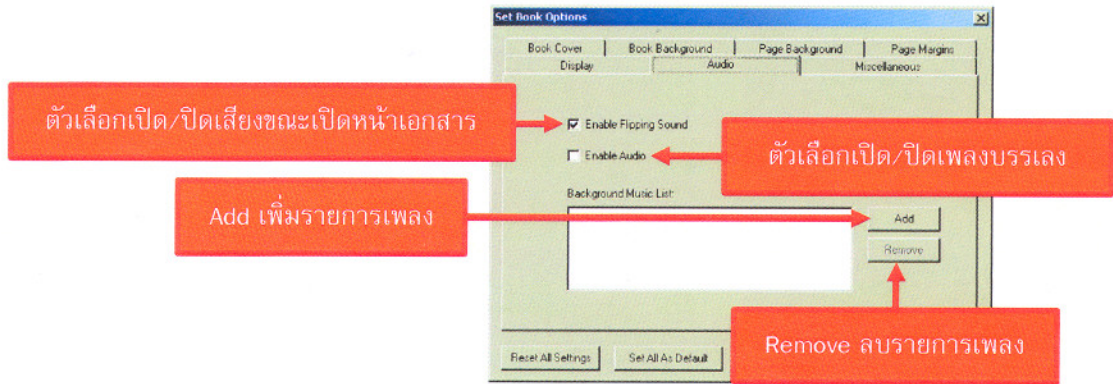 Set Book Options
Book Cover
Book Background
Page Background
Page Margins
Display
Audio
Miscellaneous
ตัวเลือกเปิด/ปิดเสียงขณะเปิดหน้าเอกสาร
Enable Flipping Sound
Enable Audio
ตัวเลือกเปิด/ปิดเพลงบรรเลง
Background Music List:
Add เพิ่มรายการเพลง
Add
Remove
Remove ลบรายการเพลง
Reset All Settings
Set All As Default